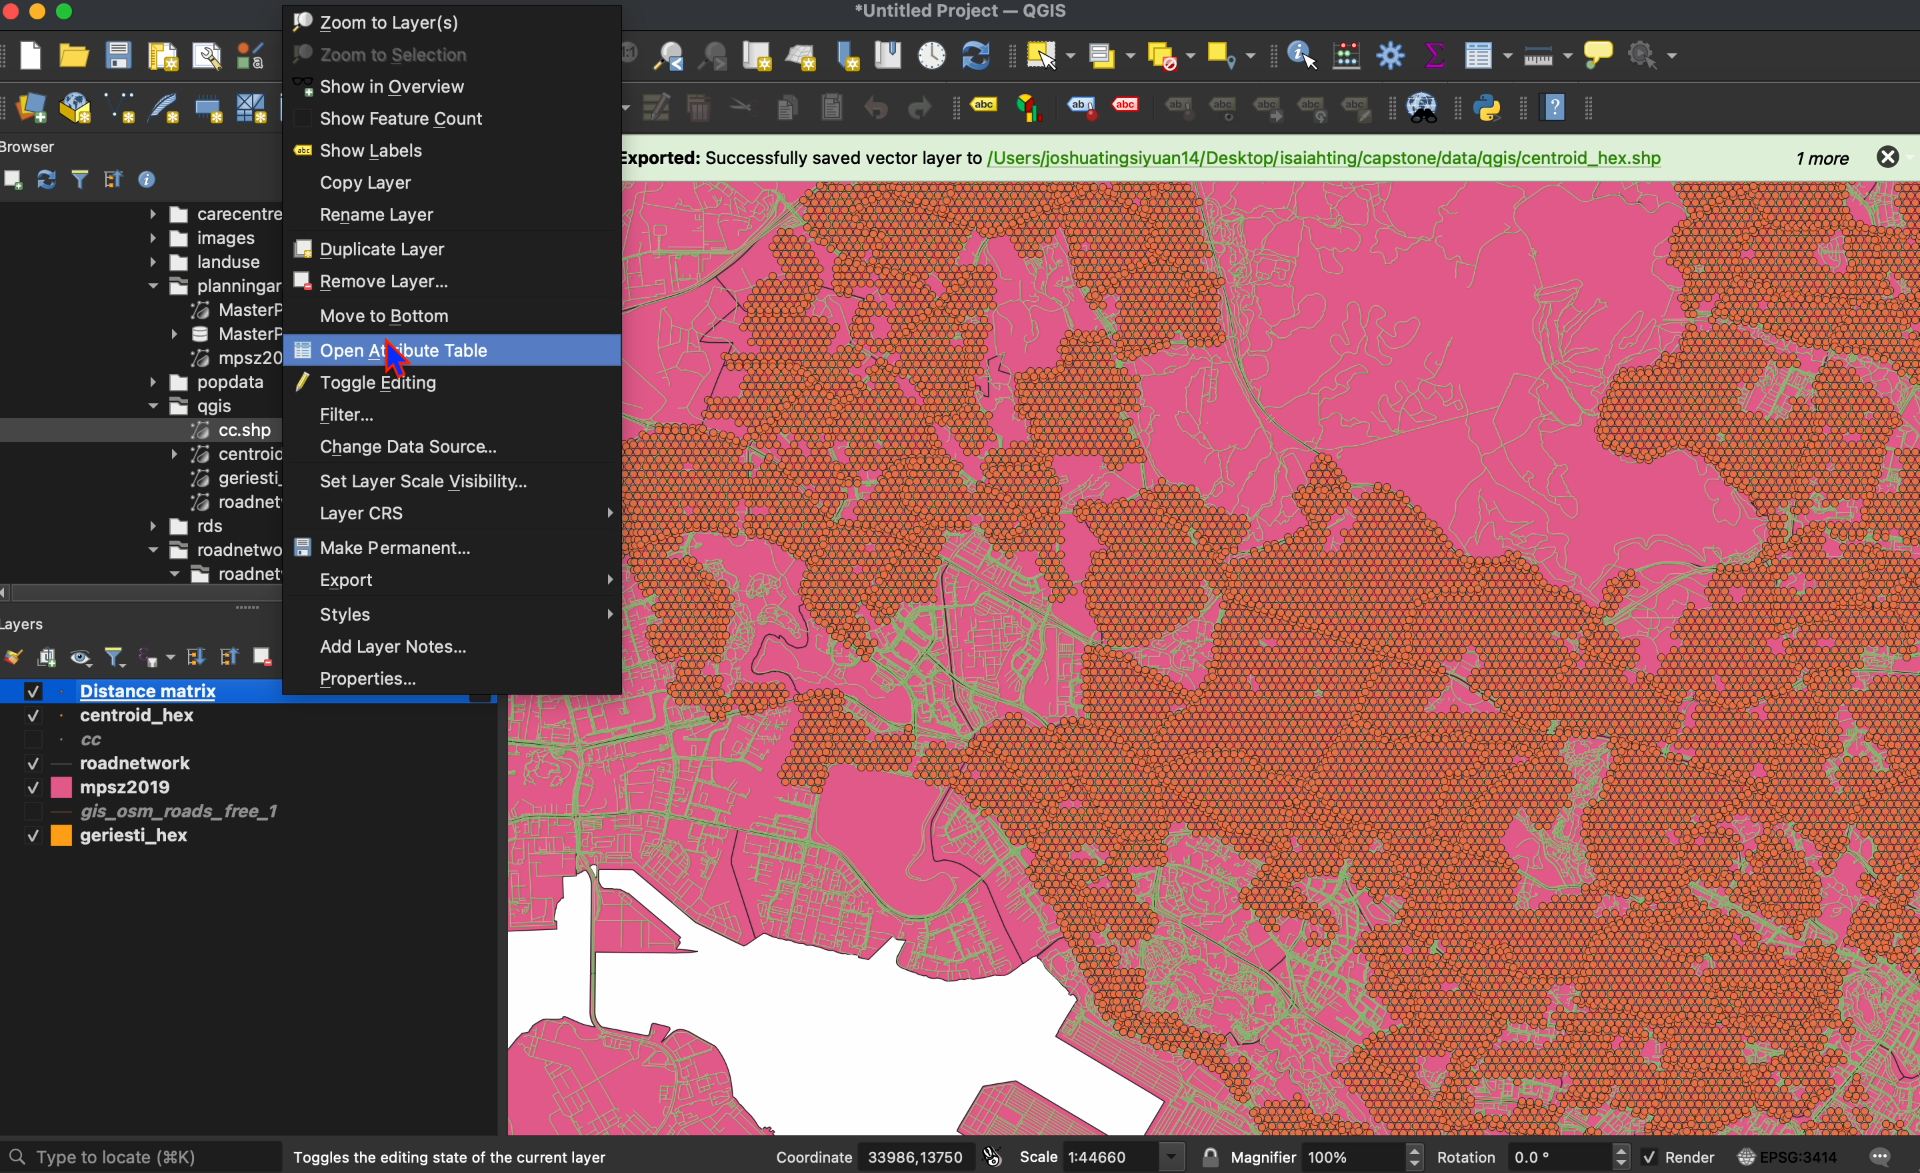 *Untitled Project — QGIS
Exported: Successfully saved vector layer to /Users/joshuatingsiyuan14/Desktop/isaiahting/capstone/data/qgis/centroid_hex.shp
1 more
Zoom to Layer(s)
Zoom to Selection
Show in Overview
Show Feature Count
Show Labels
Copy Layer
Rename Layer
Duplicate Layer
Remove Layer...
Move to Bottom
Open Attribute Table
Toggle Editing
Filter...
Change Data Source...
Set Layer Scale Visibility...
Layer CRS
Make Permanent...
Export
Styles
Add Layer Notes...
Properties...
Browser
carecentre
images
landuse
planningar
MasterP
MasterP
mpsz20
popdata
qgis
cc.shp
centroid
geriesti_
roadnet
rds
roadnetwo
roadnet
Layers
Distance matrix
centroid_hex
cc
roadnetwork
mpsz2019
gis_osm_roads_free_1
geriesti_hex
Type to locate (⌘K)
Toggles the editing state of the current layer
Coordinate 33986,13750
Scale 1:44660
Magnifier 100%
Rotation 0.0 °
Render
EPSG:3414